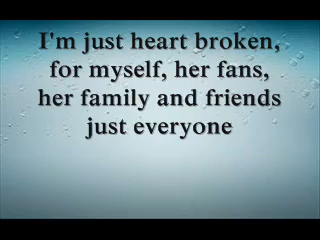 I'm just heart broken,
for myself, her fans,
her family and friends
just everyone